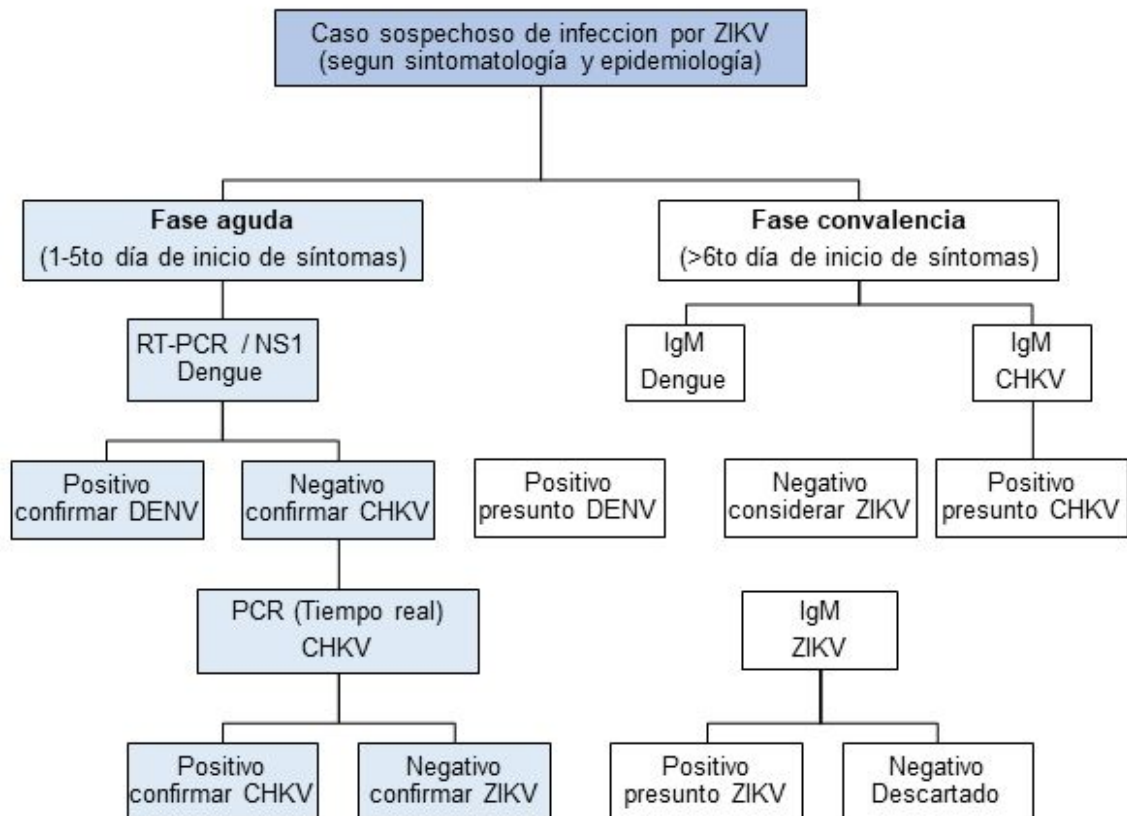 Caso sospechoso de infeccion por ZIKV
(segun sintomatología y epidemiología)
Fase aguda
(1-5to día de inicio de síntomas)
Fase convalencia
(>6to día de inicio de síntomas)
RT-PCR / NS1
Dengue
IgM
Dengue
IgM
CHKV
Positivo
confirmar DENV
Negativo
confirmar CHKV
Positivo
presunto DENV
Negativo
considerar ZIKV
Positivo
presunto CHKV
PCR (Tiempo real)
CHKV
IgM
ZIKV
Positivo
confirmar CHKV
Negativo
confirmar ZIKV
Positivo
presunto ZIKV
Negativo
Descartado